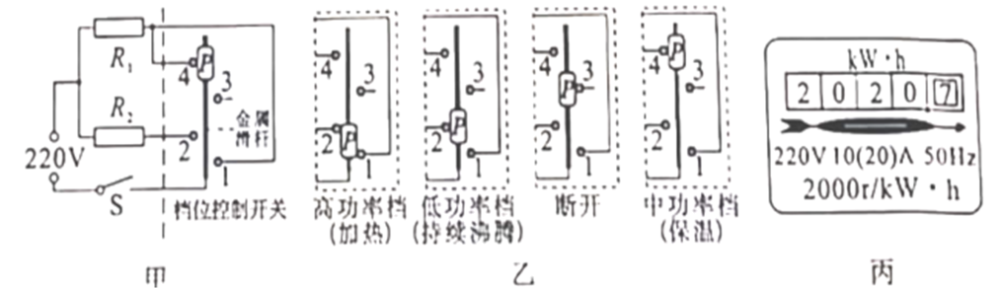 R₁
R₂
220V
S
4
P
3
2
1
金属
滑杆
档位控制开关
甲
4
3
2
P
1
高功率档
(加热)
4
3
2
P
1
低功率档
(持续沸腾)
4
P
3
2
1
断开
4
P
3
2
1
中功率档
(保温)
乙
kW·h
2 0 2 0 7
220V 10(20)A 50Hz
2000r/kW·h
丙